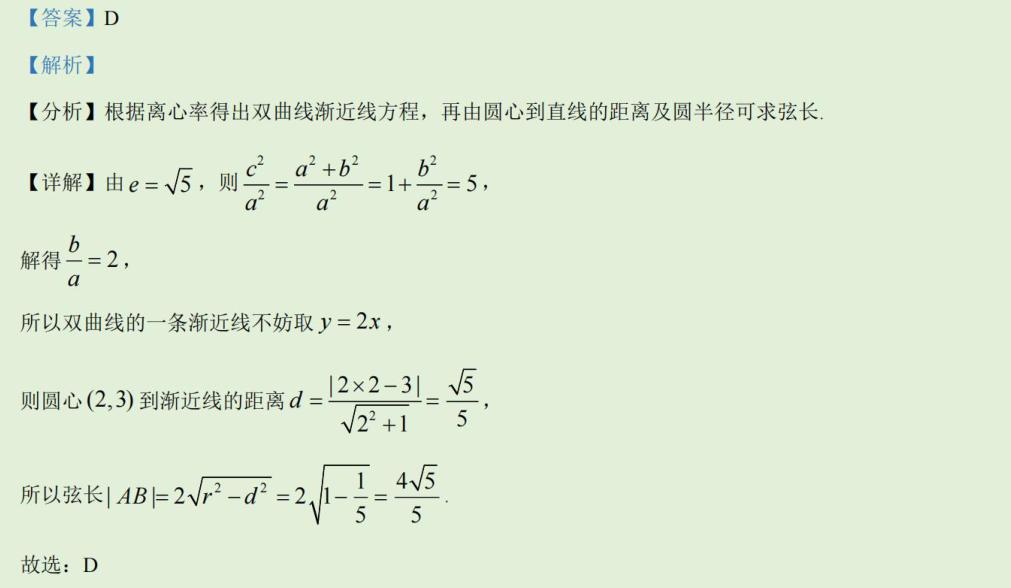 【答案】D
【解析】
【分析】根据离心率得出双曲线渐近线方程，再由圆心到直线的距离及圆半径可求弦长.
【详解】由 $e=\sqrt{5}$，则 $\frac{c^2}{a^2}=\frac{a^2+b^2}{a^2}=1+\frac{b^2}{a^2}=5$，
解得 $\frac{b}{a}=2$，
所以双曲线的一条渐近线不妨取 $y=2x$，
则圆心 $(2,3)$ 到渐近线的距离 $d=\frac{|2\times2-3|}{\sqrt{2^2+1}}=\frac{\sqrt{5}}{5}$，
所以弦长 $|AB|=2\sqrt{r^2-d^2}=2\sqrt{1-\frac{1}{5}}=\frac{4\sqrt{5}}{5}$.
故选：D